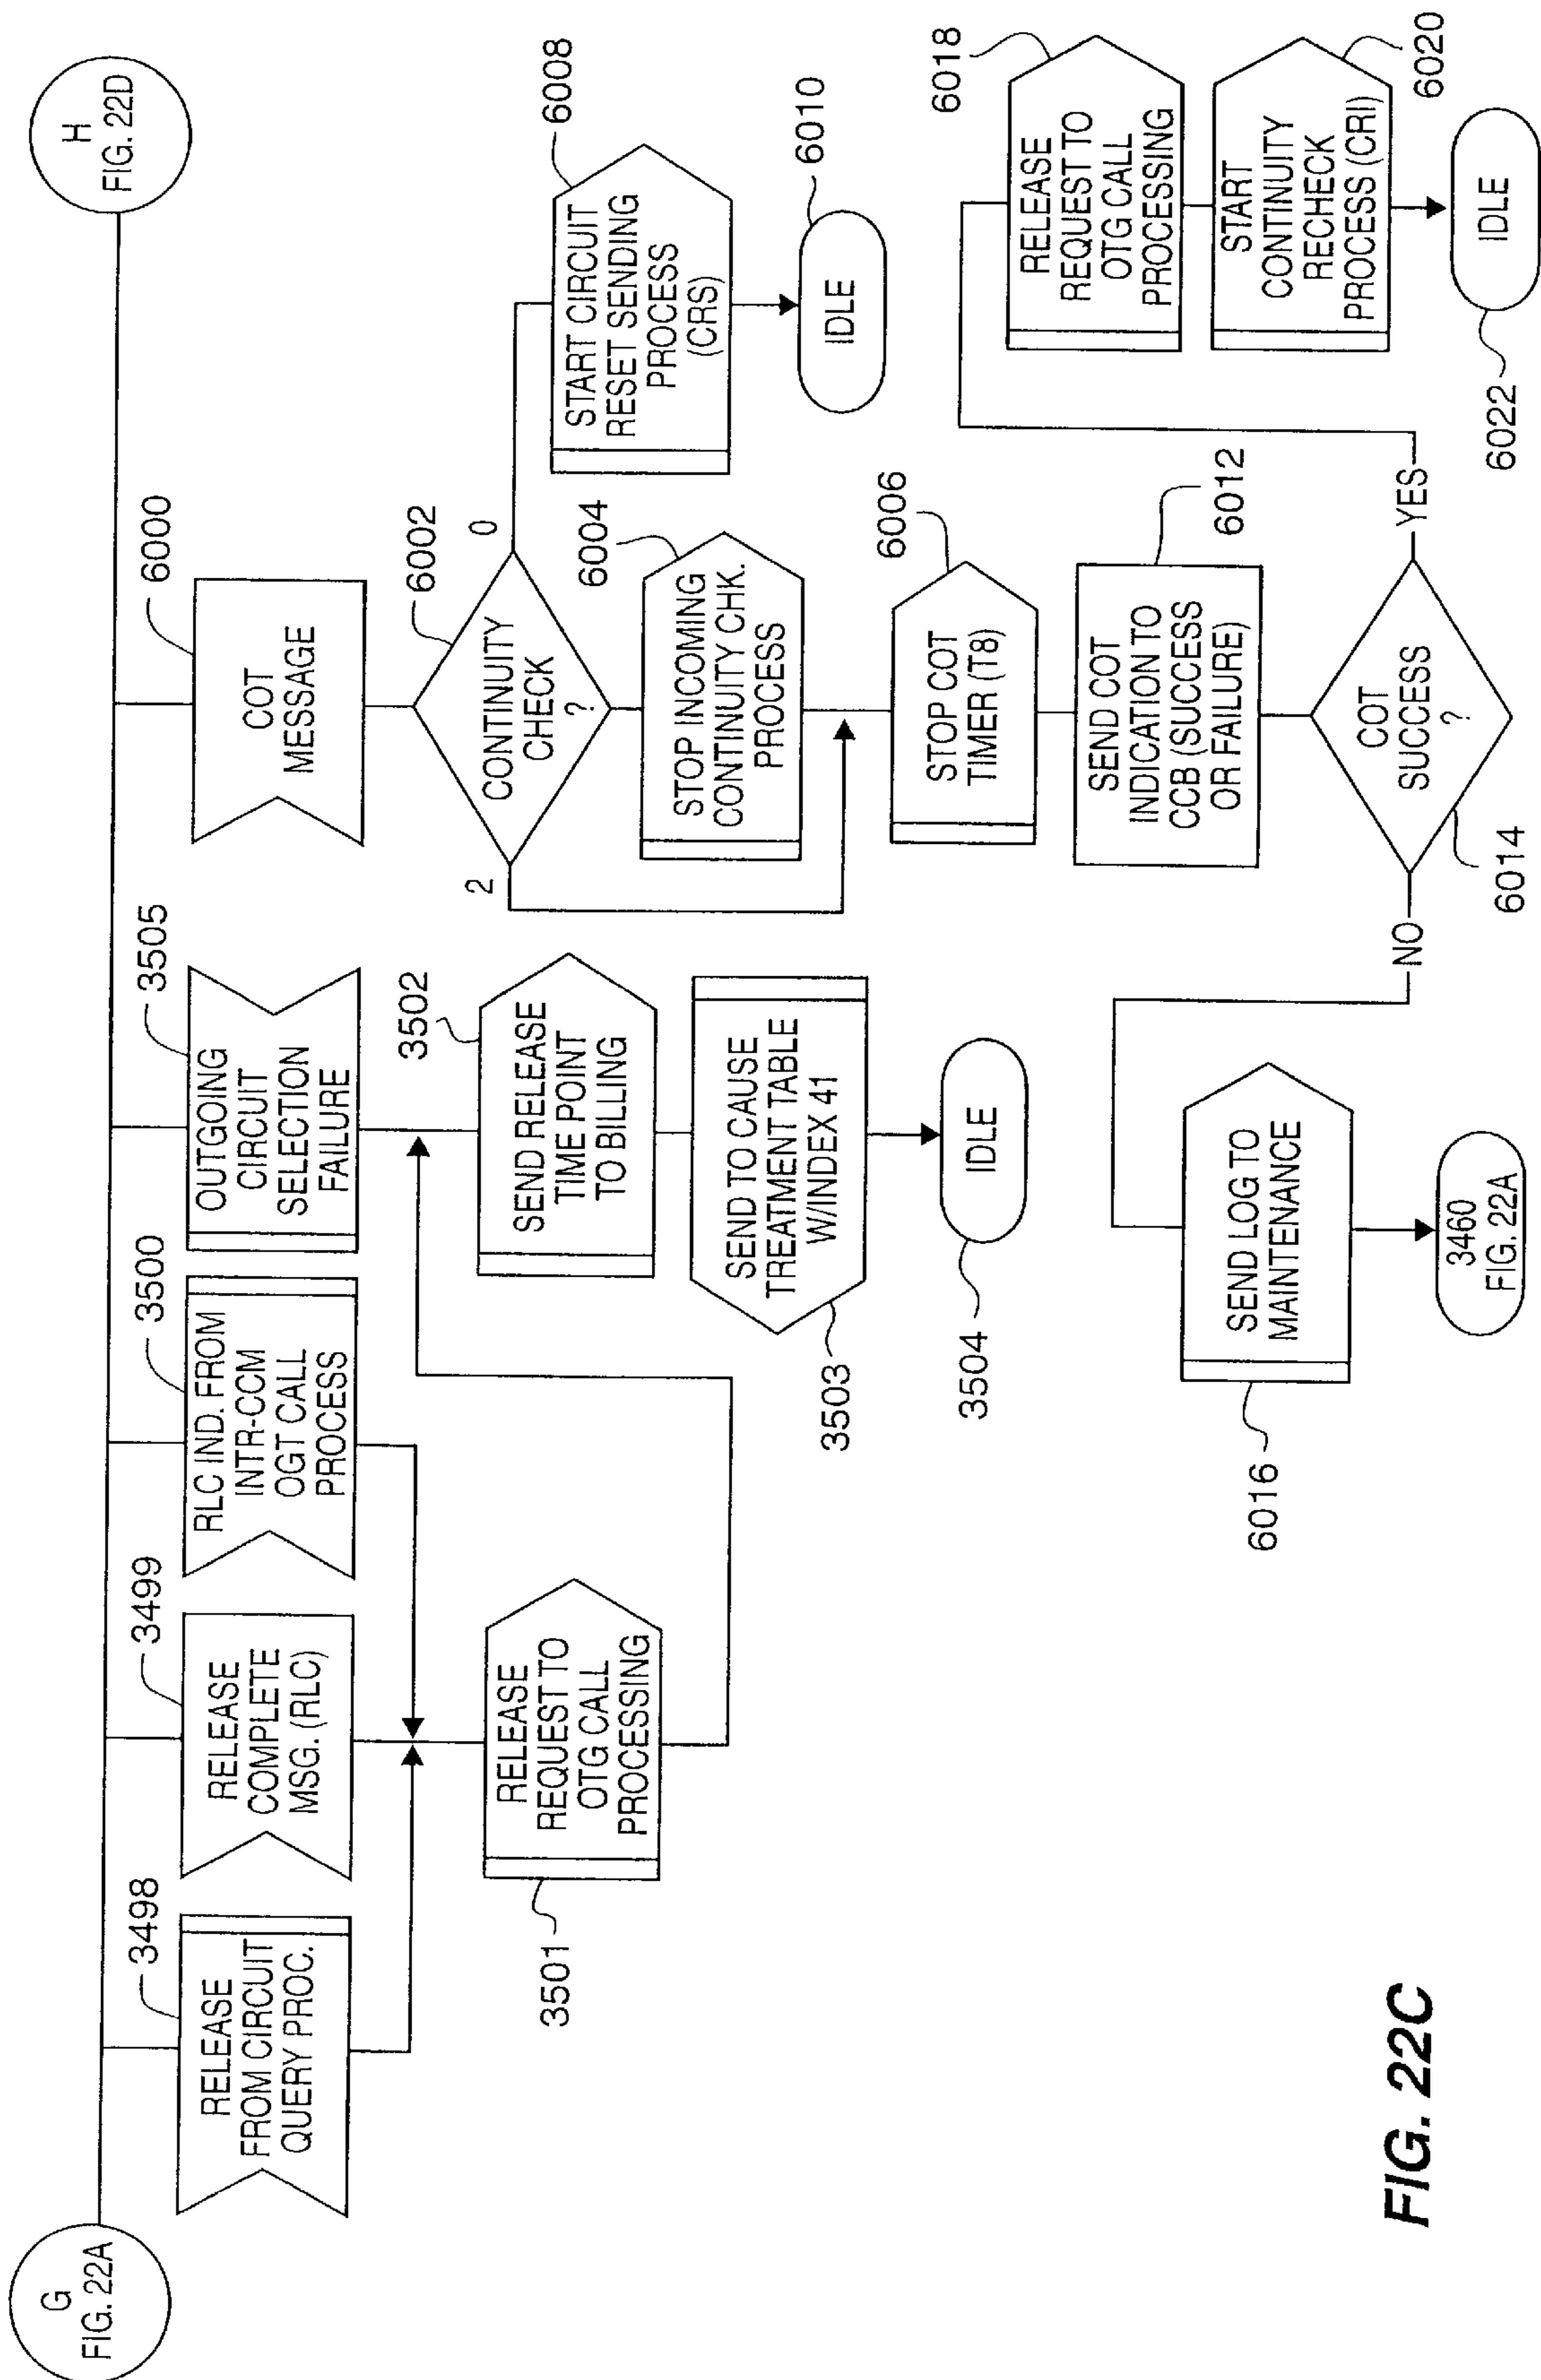 G
FIG. 22A
H
FIG. 22D
3498
RELEASE
FROM CIRCUIT
QUERY PROC.
3499
RELEASE
COMPLETE
MSG. (RLC)
3500
RLC IND. FROM
INTR-CCM
OGT CALL
PROCESS
3505
OUTGOING
CIRCUIT
SELECTION
FAILURE
6000
COT
MESSAGE
3501
RELEASE
REQUEST TO
OTG CALL
PROCESSING
3502
SEND RELEASE
TIME POINT
TO BILLING
3503
SEND TO CAUSE
TREATMENT TABLE
W/INDEX 41
3504
IDLE
6002
CONTINUITY
CHECK
?
0
2
6008
START CIRCUIT
RESET SENDING
PROCESS
(CRS)
6010
IDLE
6004
STOP INCOMING
CONTINUITY CHK.
PROCESS
6006
STOP COT
TIMER (T8)
6012
SEND COT
INDICATION TO
CCB (SUCCESS
OR FAILURE)
6014
COT
SUCCESS
?
NO
YES
6016
SEND LOG TO
MAINTENANCE
3460
FIG. 22A
6018
RELEASE
REQUEST TO
OTG CALL
PROCESSING
6020
START
CONTINUITY
RECHECK
PROCESS (CRI)
6022
IDLE
FIG. 22C